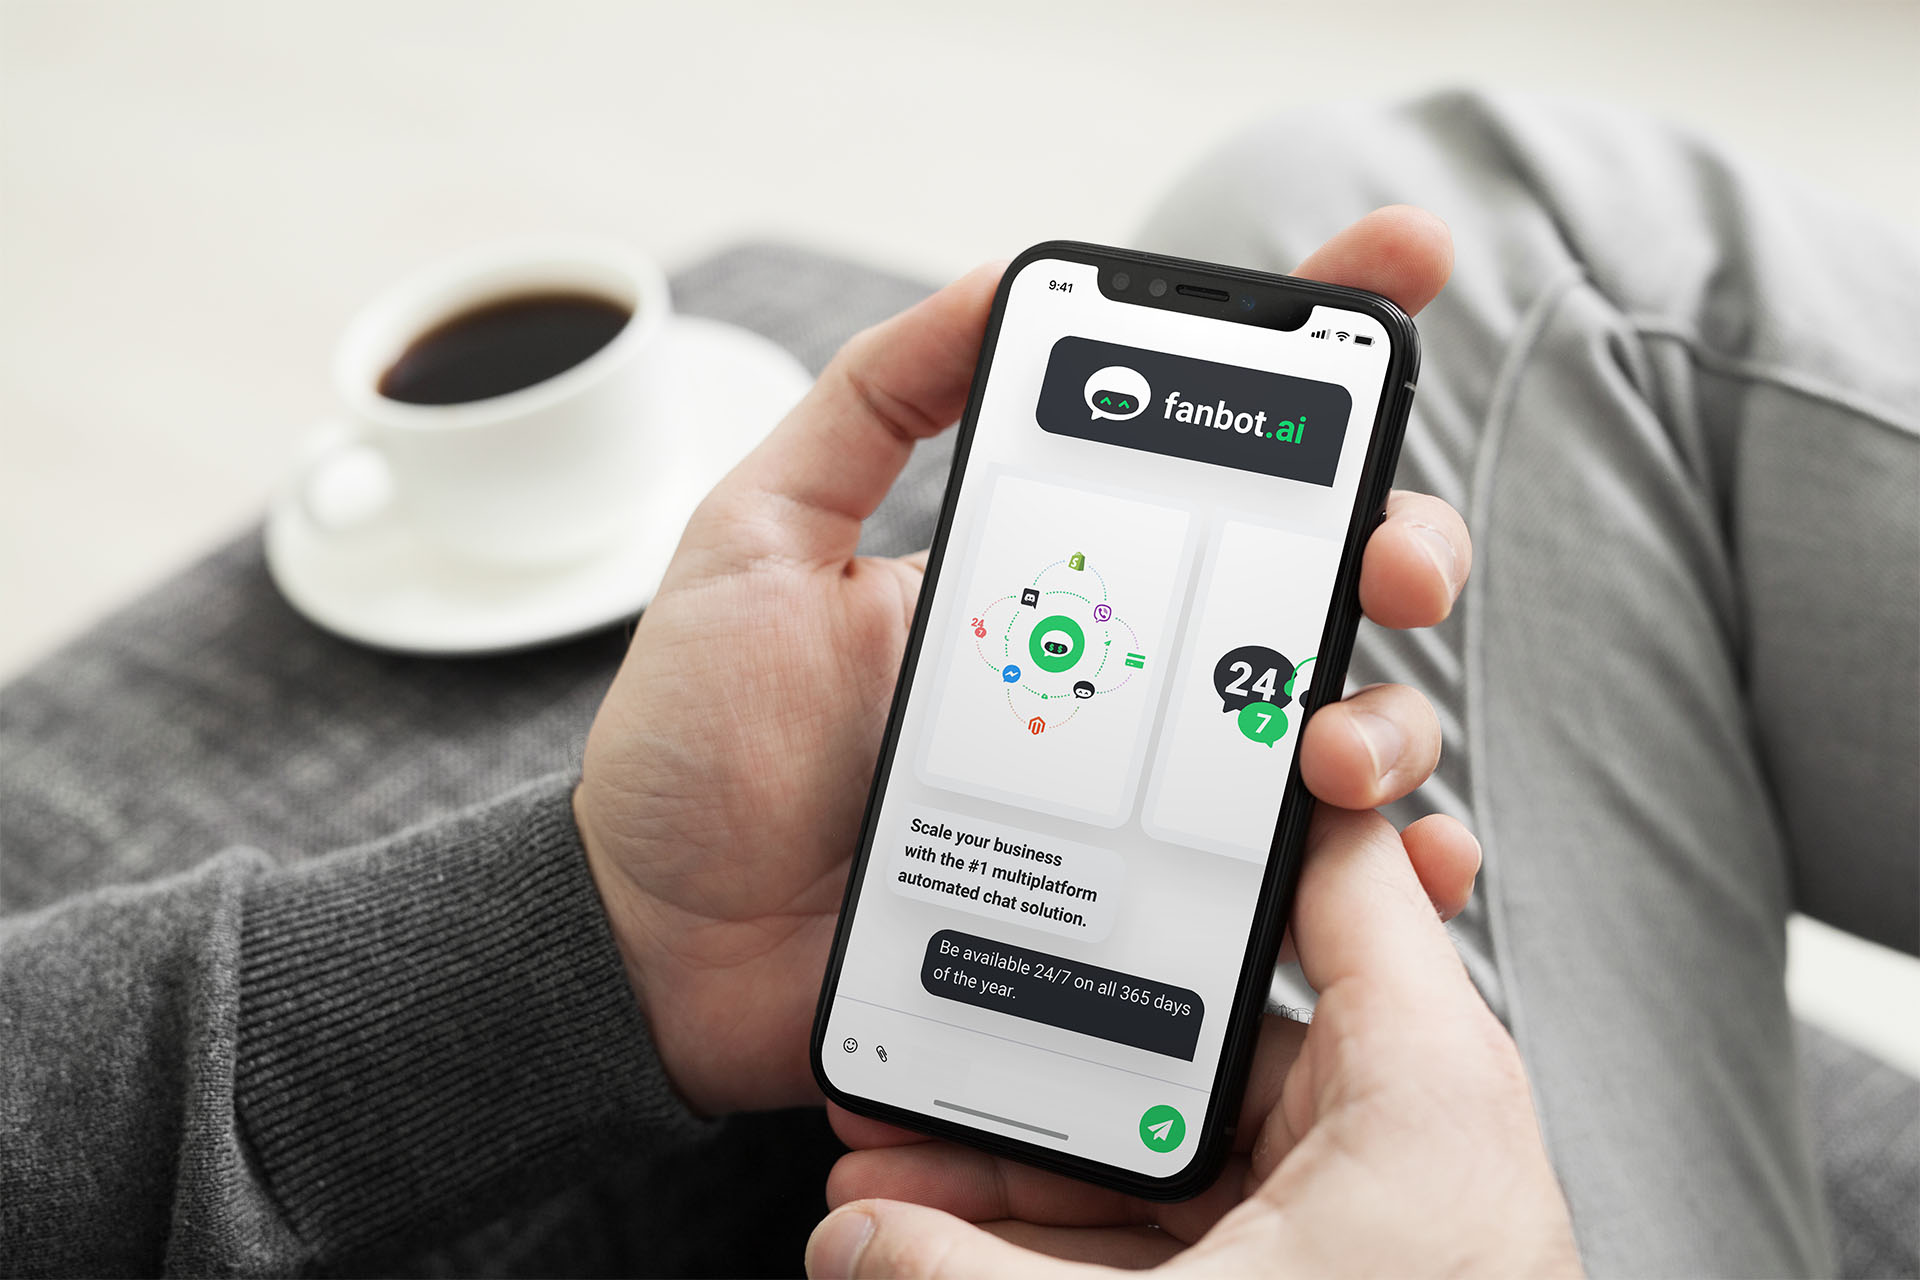 9:41
fanbot.ai
24
7
24
7
Scale your business
with the #1 multiplatform
automated chat solution.
Be available 24/7 on all 365 days
of the year.